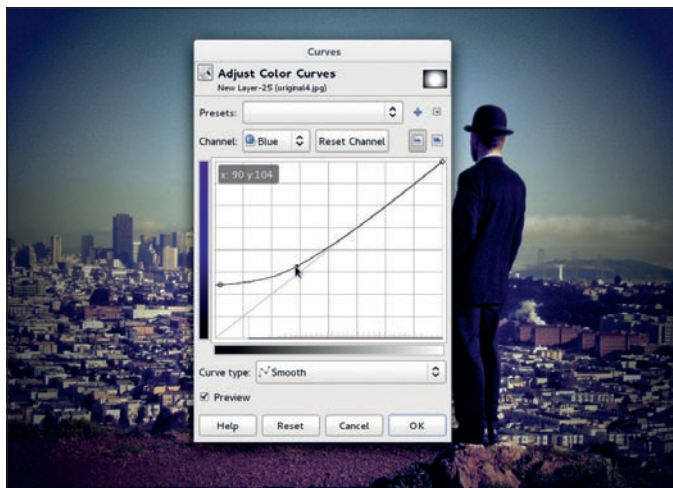 Curves
Adjust Color Curves
New Layer-25 (original4.jpg)
Presets:
Channel: Blue Reset Channel
x: 90 y:104
Curve type: Smooth
Preview
Help Reset Cancel OK